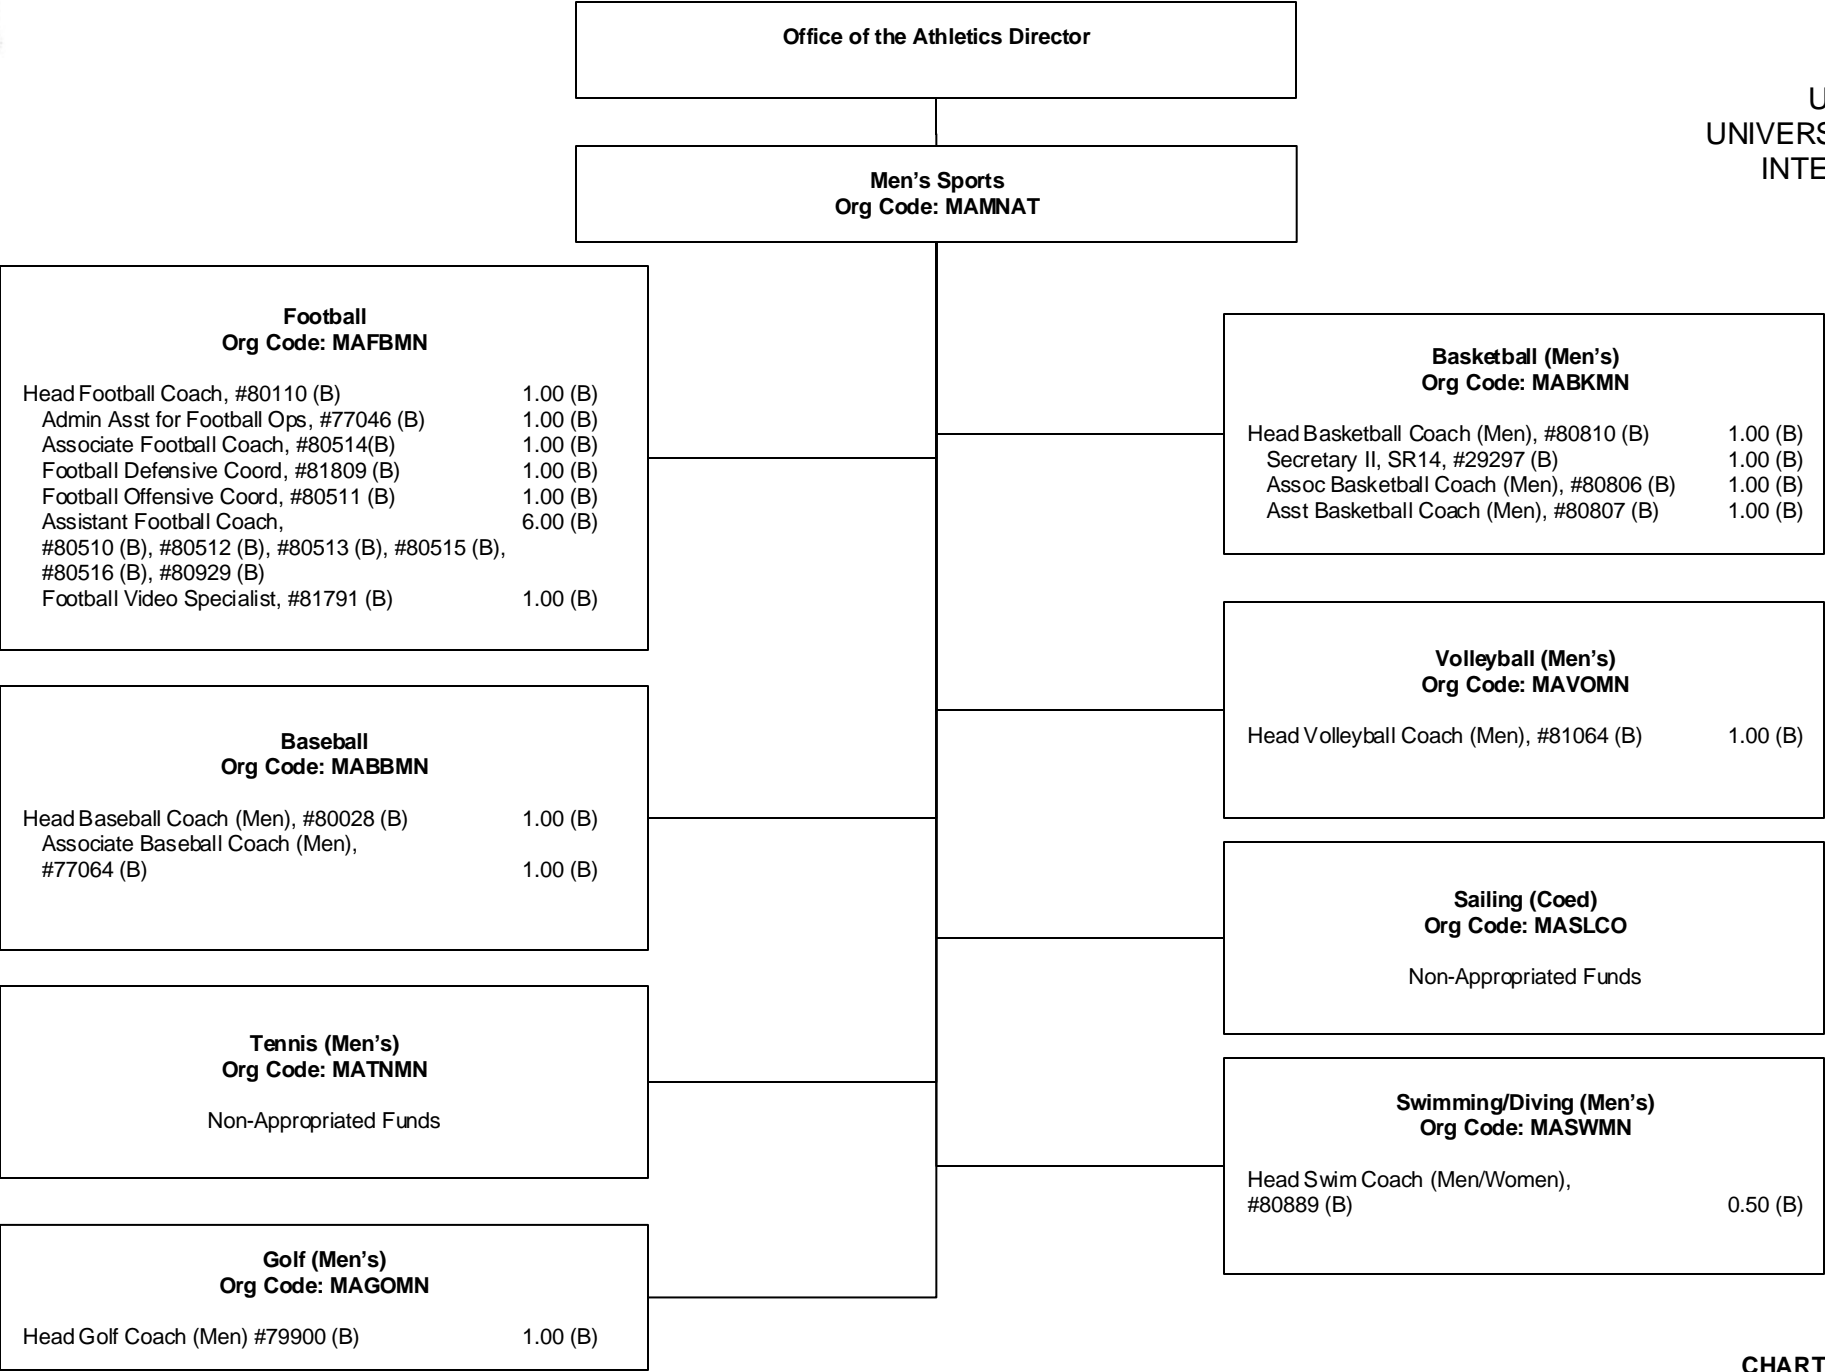 Office of the Athletics Director
U
UNIVERS
INTE
Men's Sports
Org Code: MAMNAT
Football
Org Code: MAFBMN
Head Football Coach, #80110 (B) 1.00 (B)
Admin Asst for Football Ops, #77046 (B) 1.00 (B)
Associate Football Coach, #80514(B) 1.00 (B)
Football Defensive Coord, #81809 (B) 1.00 (B)
Football Offensive Coord, #80511 (B) 1.00 (B)
Assistant Football Coach, 6.00 (B)
#80510 (B), #80512 (B), #80513 (B), #80515 (B),
#80516 (B), #80929 (B)
Football Video Specialist, #81791 (B) 1.00 (B)
Basketball (Men's)
Org Code: MABKMN
Head Basketball Coach (Men), #80810 (B) 1.00 (B)
Secretary II, SR14, #29297 (B) 1.00 (B)
Assoc Basketball Coach (Men), #80806 (B) 1.00 (B)
Asst Basketball Coach (Men), #80807 (B) 1.00 (B)
Volleyball (Men's)
Org Code: MAVOMN
Head Volleyball Coach (Men), #81064 (B) 1.00 (B)
Baseball
Org Code: MABBMN
Head Baseball Coach (Men), #80028 (B) 1.00 (B)
Associate Baseball Coach (Men),
#77064 (B) 1.00 (B)
Sailing (Coed)
Org Code: MASLCO
Non-Appropriated Funds
Tennis (Men's)
Org Code: MATNMN
Non-Appropriated Funds
Swimming/Diving (Men's)
Org Code: MASWMN
Head Swim Coach (Men/Women),
#80889 (B) 0.50 (B)
Golf (Men's)
Org Code: MAGOMN
Head Golf Coach (Men) #79900 (B) 1.00 (B)
CHART